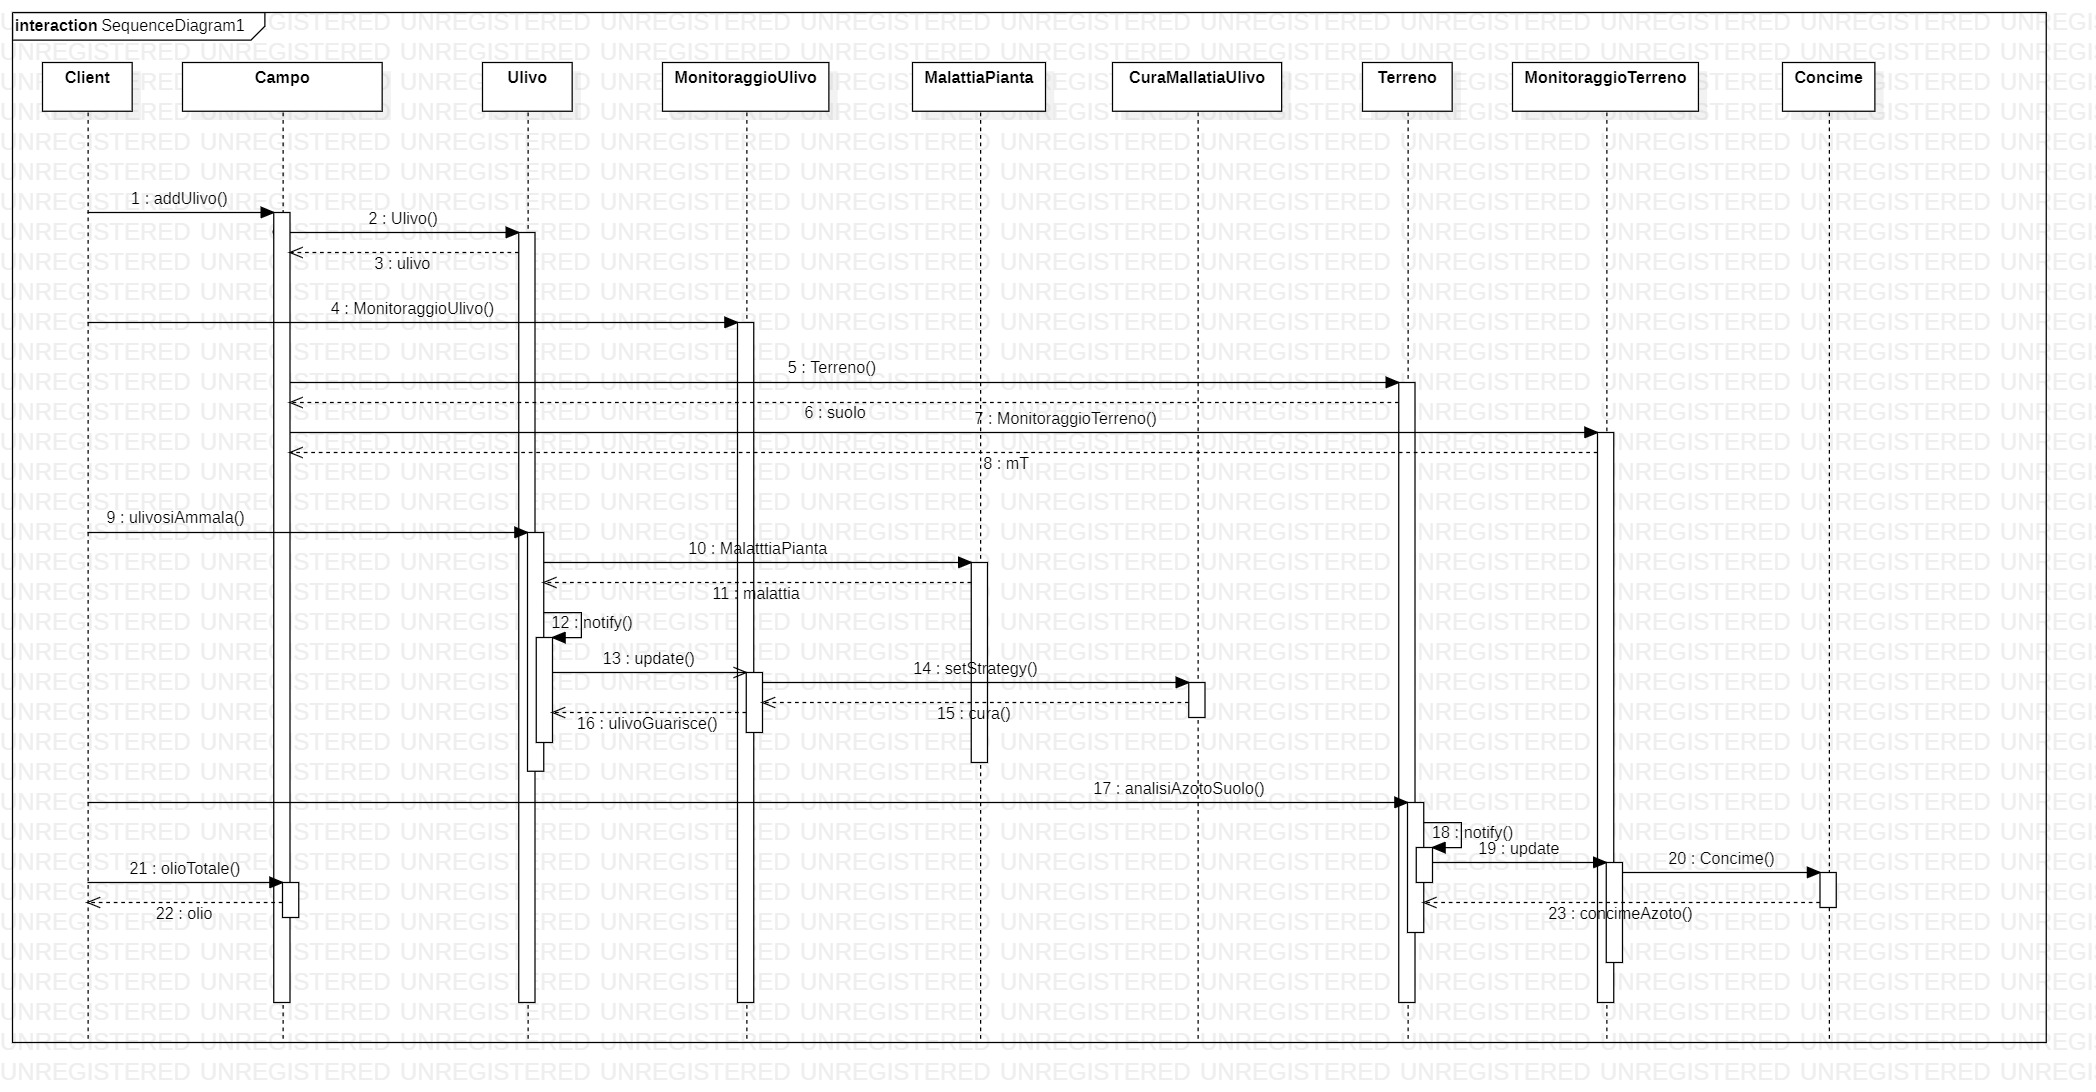 interaction SequenceDiagram1
Client
Campo
Ulivo
MonitoraggioUlivo
MalattiaPianta
CuraMallatiaUlivo
Terreno
MonitoraggioTerreno
Concime
1 : addUlivo()
2 : Ulivo()
3 : ulivo
4 : MonitoraggioUlivo()
5 : Terreno()
6 : suolo
7 : MonitoraggioTerreno()
8 : mT
9 : ulivosiAmmala()
10 : MalatttiaPianta
11 : malattia
12 : notify()
13 : update()
14 : setStrategy()
15 : cura()
16 : ulivoGuarisce()
17 : analisiAzotoSuolo()
18 : notify()
19 : update
20 : Concime()
21 : olioTotale()
22 : olio
23 : concimeAzoto()
UNREGISTERED